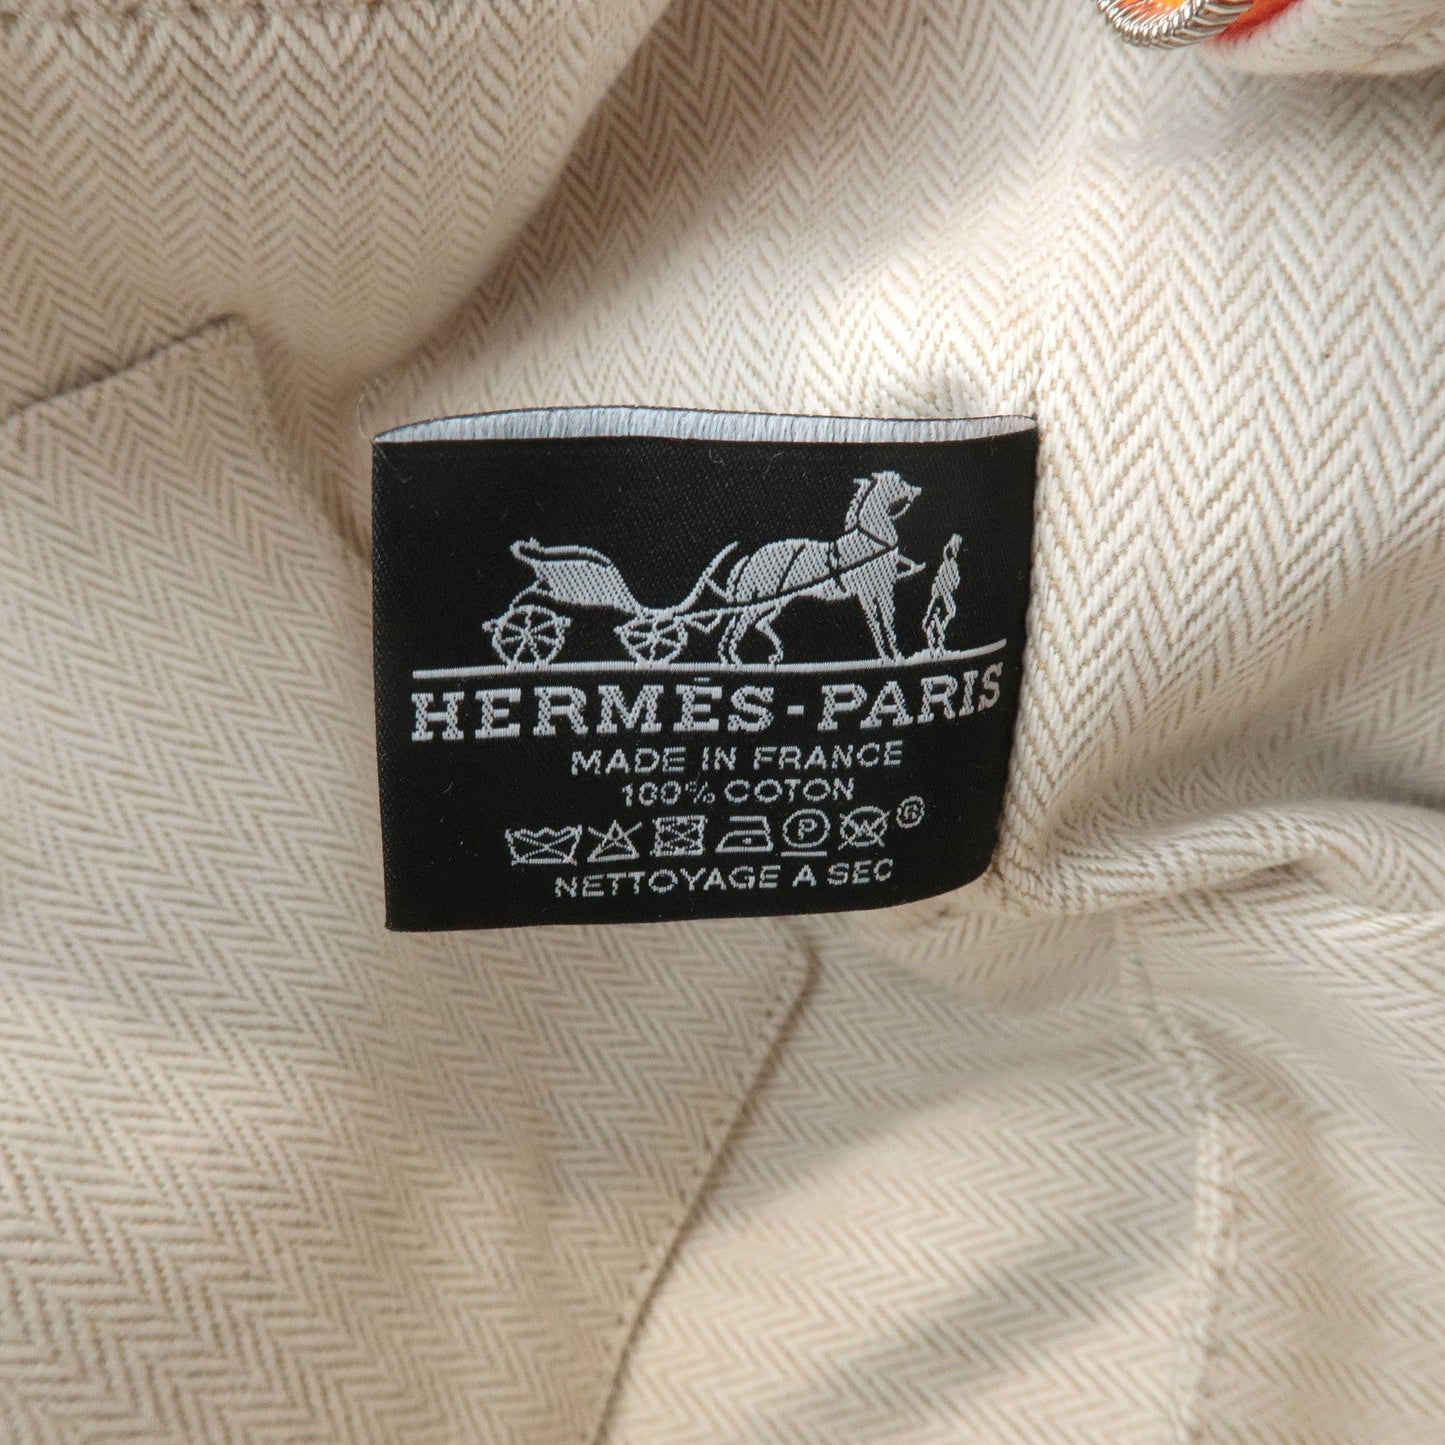 HERMÈS-PARIS
MADE IN FRANCE
100% COTON
P W ®
NETTOYAGE A SEC